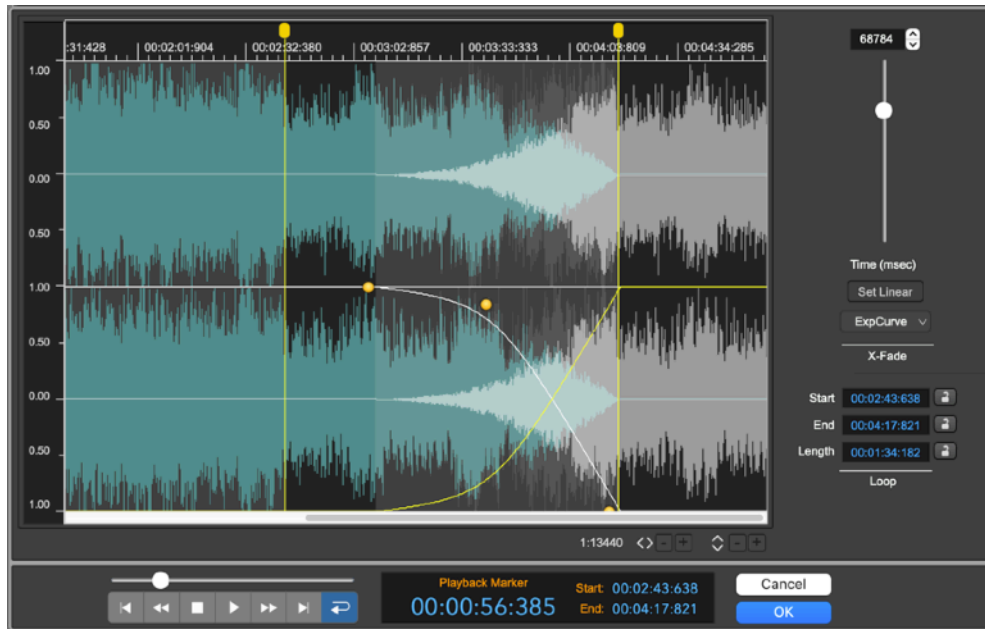 :31:428 00:02:01:904 00:02:32:380 00:03:02:857 00:03:33:333 00:04:03:809 00:04:34:285
68784
1.00
0.50
0.00
0.50
1.00
0.50
0.00
0.50
1.00
Time (msec)
Set Linear
ExpCurve
X-Fade
Start 00:02:43:638
End 00:04:17:821
Length 00:01:34:182
Loop
1:13440 <> - + - +
Playback Marker
00:00:56:385
Start: 00:02:43:638
End: 00:04:17:821
Cancel
OK